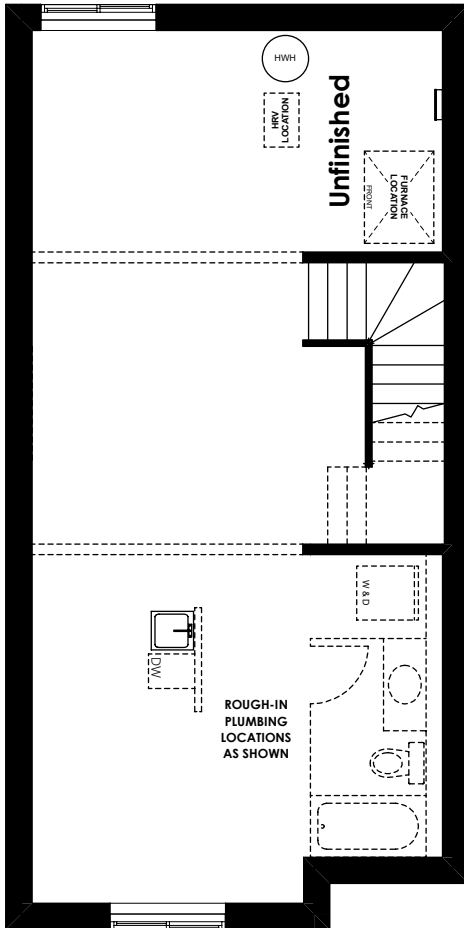 HWH
HRV
LOCATION
Unfinished
FURNACE
LOCATION
FRONT
W & D
DW
ROUGH-IN
PLUMBING
LOCATIONS
AS SHOWN